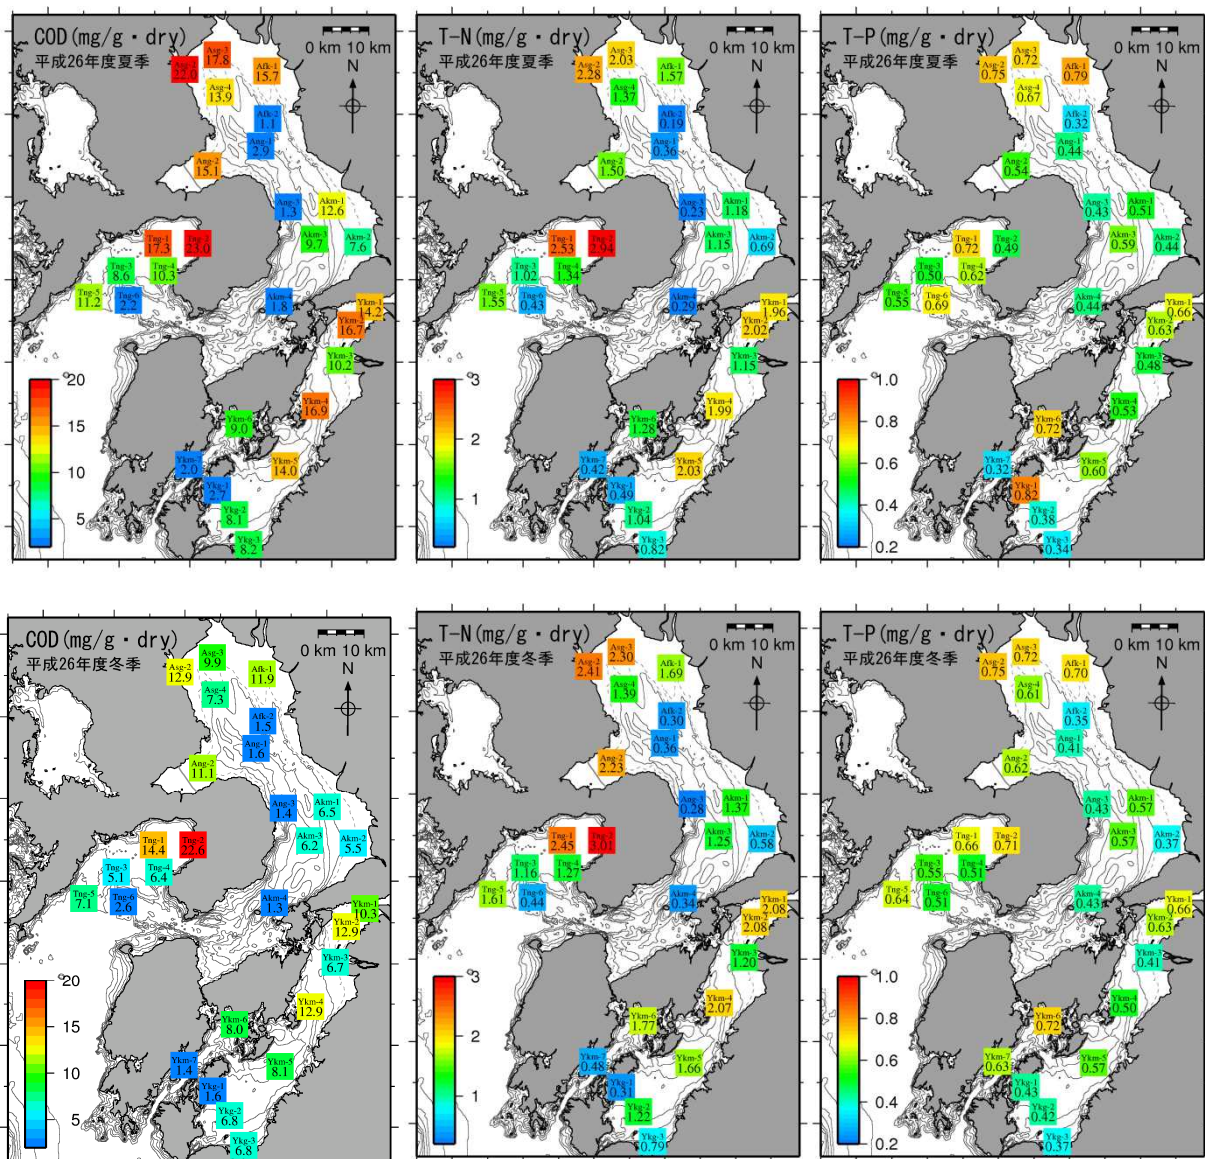 COD(mg/g・dry)
平成26年度夏季
0 km 10 km
N
Asg-3
17.8
Asg-2
22.0
Afk-1
15.7
Asg-4
13.9
Afk-2
1.1
Ang-1
2.9
Ang-2
15.1
Ang-3
1.3
Akm-1
12.6
Akm-3
9.7
Akm-2
7.6
Tng-1
17.3
Tng-2
23.0
Tng-3
8.6
Tng-4
10.3
Tng-5
11.2
Tng-6
2.2
Akm-4
1.8
Ykm-1
14.2
Ykm-2
16.7
Ykm-3
10.2
Ykm-4
16.9
Ykm-6
9.0
Ykm-7
2.0
Ykm-5
14.0
Ykg-1
2.7
Ykg-2
8.1
Ykg-3
8.2
20
15
10
5
T-N(mg/g・dry)
平成26年度夏季
0 km 10 km
N
Asg-3
2.03
Asg-2
2.28
Afk-1
1.57
Asg-4
1.37
Afk-2
0.19
Ang-1
0.36
Ang-2
1.50
Ang-3
0.23
Akm-1
1.18
Akm-3
1.15
Akm-2
0.69
Tng-1
2.53
Tng-2
2.94
Tng-3
1.02
Tng-4
1.34
Tng-5
1.55
Tng-6
0.43
Akm-4
0.29
Ykm-1
1.96
Ykm-2
2.02
Ykm-3
1.15
Ykm-4
1.99
Ykm-6
1.28
Ykm-7
0.42
Ykm-5
2.03
Ykg-1
0.49
Ykg-2
1.04
Ykg-3
0.82
3
2
1
T-P(mg/g・dry)
平成26年度夏季
0 km 10 km
N
Asg-3
0.72
Asg-2
0.75
Afk-1
0.79
Asg-4
0.67
Afk-2
0.32
Ang-1
0.44
Ang-2
0.54
Ang-3
0.43
Akm-1
0.51
Akm-3
0.59
Akm-2
0.44
Tng-1
0.72
Tng-2
0.49
Tng-3
0.50
Tng-4
0.62
Tng-5
0.55
Tng-6
0.69
Akm-4
0.44
Ykm-1
0.66
Ykm-2
0.63
Ykm-3
0.48
Ykm-4
0.53
Ykm-6
0.72
Ykm-7
0.32
Ykm-5
0.60
Ykg-1
0.82
Ykg-2
0.38
Ykg-3
0.34
1.0
0.8
0.6
0.4
0.2
COD(mg/g・dry)
平成26年度冬季
0 km 10 km
N
Asg-3
9.9
Asg-2
12.9
Afk-1
11.9
Asg-4
7.3
Afk-2
1.5
Ang-1
1.6
Ang-2
11.1
Ang-3
1.4
Akm-1
6.5
Akm-3
6.2
Akm-2
5.5
Tng-1
14.4
Tng-2
22.6
Tng-3
5.1
Tng-4
6.4
Tng-5
7.1
Tng-6
2.6
Akm-4
1.3
Ykm-1
10.3
Ykm-2
12.9
Ykm-3
6.7
Ykm-4
12.9
Ykm-6
8.0
Ykm-7
1.4
Ykm-5
8.1
Ykg-1
1.6
Ykg-2
6.8
Ykg-3
6.8
20
15
10
5
T-N(mg/g・dry)
平成26年度冬季
0 km 10 km
N
Asg-3
2.30
Asg-2
2.41
Afk-1
1.69
Asg-4
1.39
Afk-2
0.30
Ang-1
0.36
Ang-2
2.23
Ang-3
0.28
Akm-1
1.37
Akm-3
1.25
Akm-2
0.58
Tng-1
2.45
Tng-2
3.01
Tng-3
1.16
Tng-4
1.27
Tng-5
1.61
Tng-6
0.44
Akm-4
0.34
Ykm-1
2.08
Ykm-2
2.08
Ykm-3
1.20
Ykm-4
2.07
Ykm-6
1.77
Ykm-7
0.48
Ykm-5
1.66
Ykg-1
0.31
Ykg-2
1.22
Ykg-3
0.79
3
2
1
T-P(mg/g・dry)
平成26年度冬季
0 km 10 km
N
Asg-3
0.72
Asg-2
0.75
Afk-1
0.70
Asg-4
0.61
Afk-2
0.35
Ang-1
0.41
Ang-2
0.62
Ang-3
0.43
Akm-1
0.57
Akm-3
0.57
Akm-2
0.37
Tng-1
0.66
Tng-2
0.71
Tng-3
0.55
Tng-4
0.51
Tng-5
0.64
Tng-6
0.51
Akm-4
0.43
Ykm-1
0.66
Ykm-2
0.63
Ykm-3
0.41
Ykm-4
0.50
Ykm-6
0.72
Ykm-7
0.63
Ykm-5
0.57
Ykg-1
0.43
Ykg-2
0.42
Ykg-3
0.37
1.0
0.8
0.6
0.4
0.2